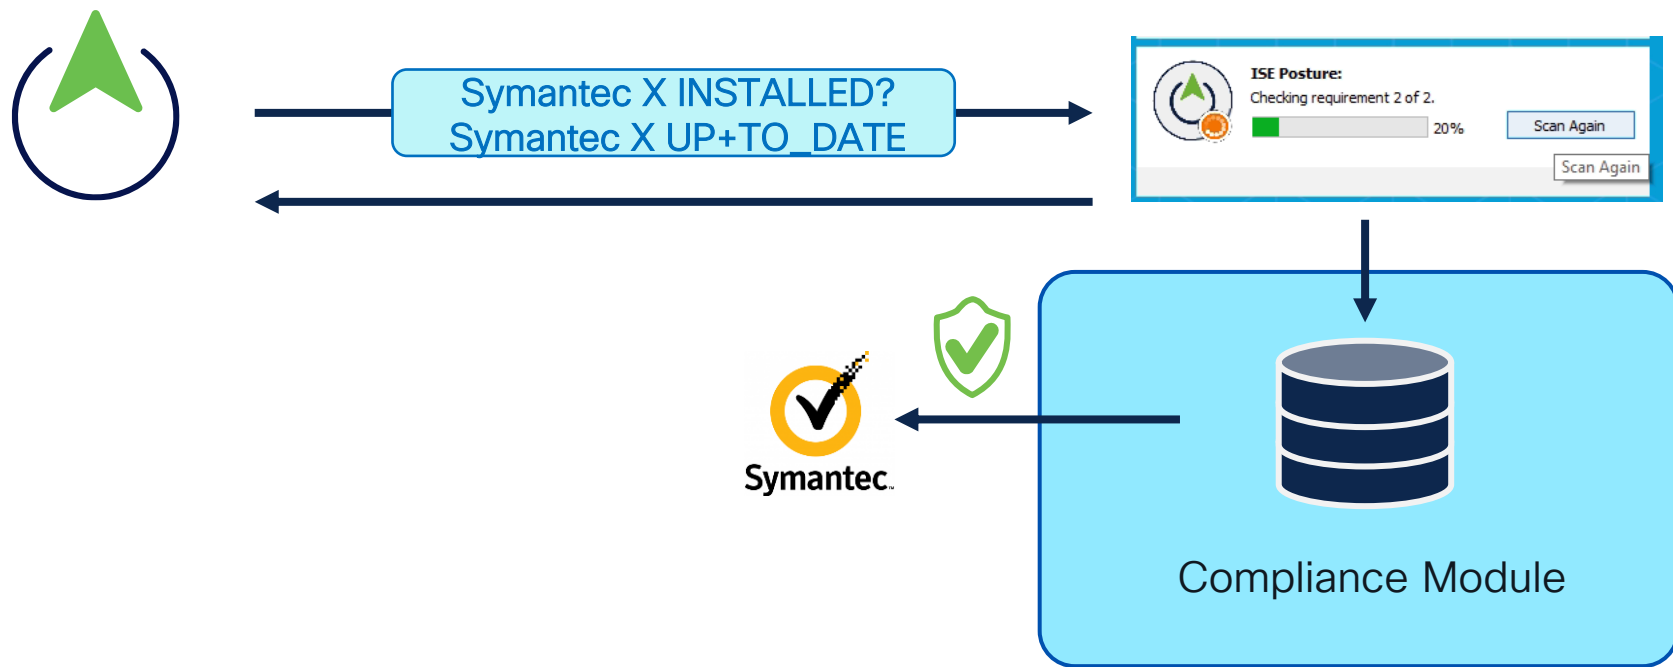 Symantec X INSTALLED?
Symantec X UP+TO_DATE
ISE Posture:
Checking requirement 2 of 2.
20%
Scan Again
Scan Again
Symantec
Compliance Module